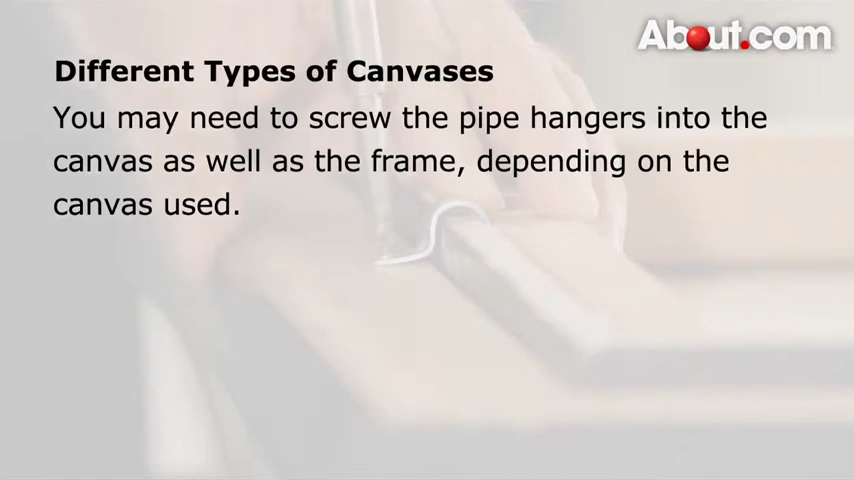 About.com
Different Types of Canvases
You may need to screw the pipe hangers into the
canvas as well as the frame, depending on the
canvas used.